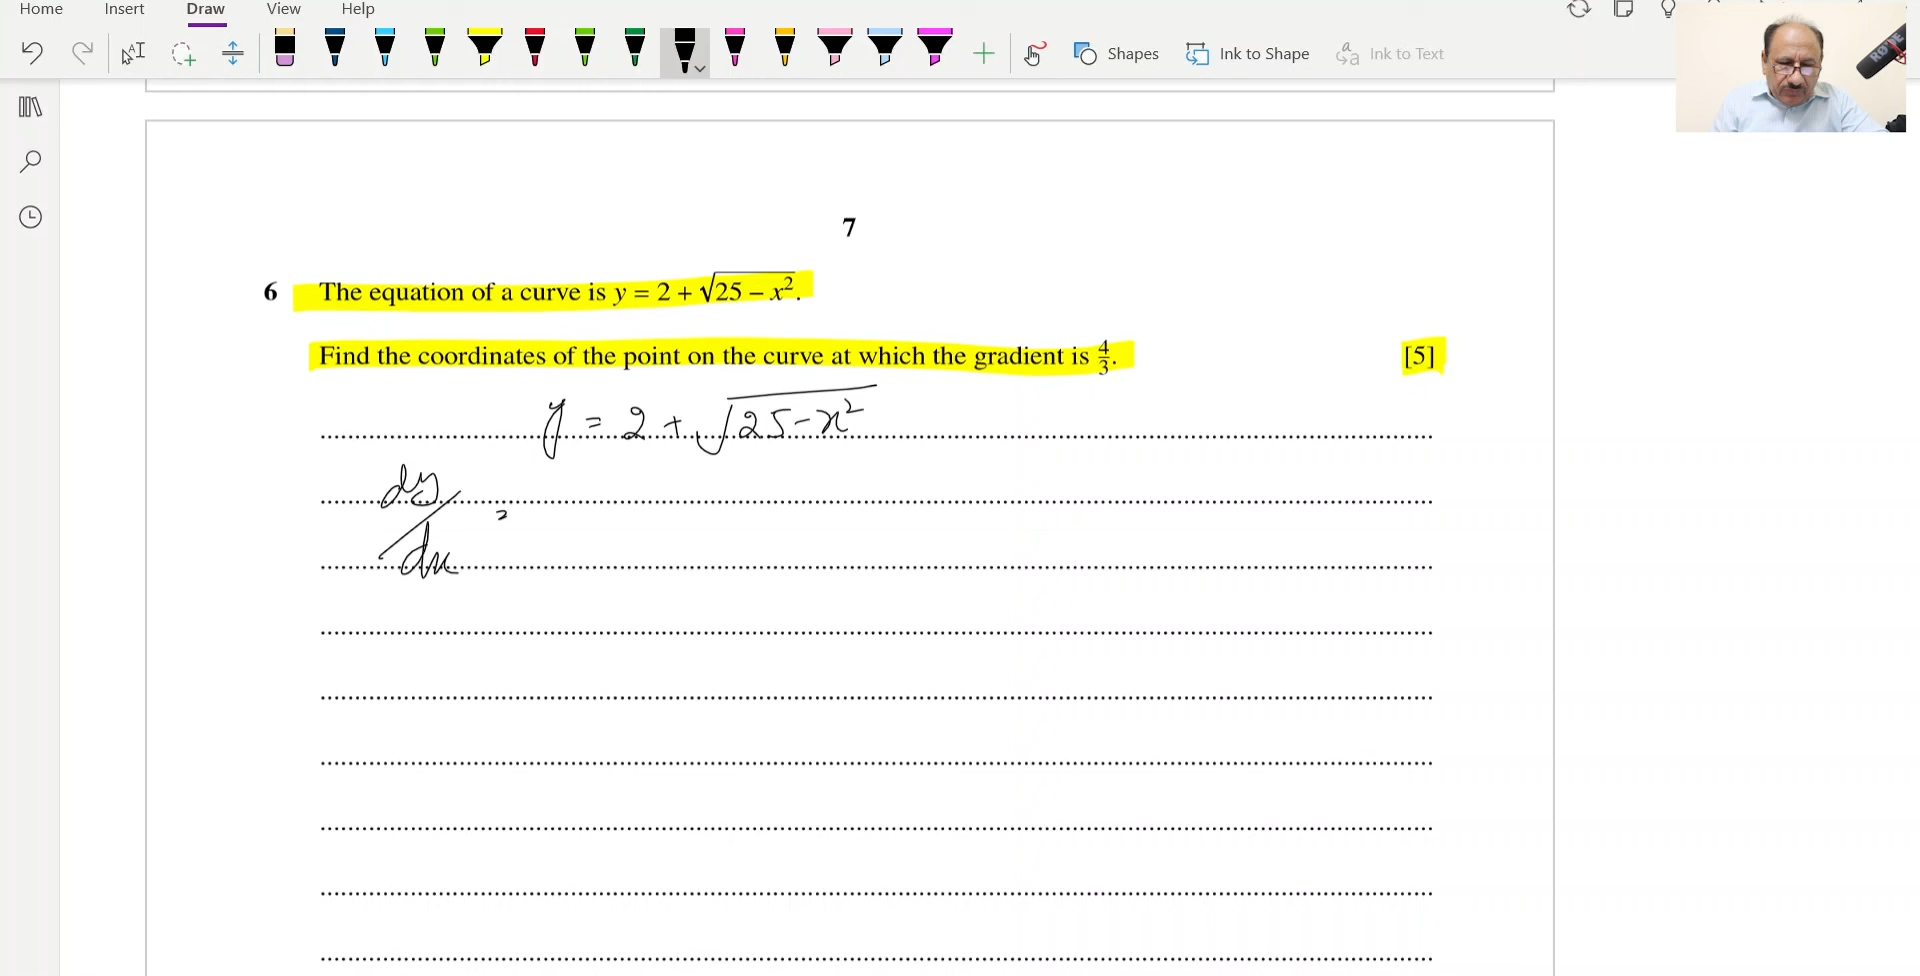 Home Insert Draw View Help
Shapes Ink to Shape Ink to Text
RØDE
7
6 The equation of a curve is y = 2 + √(25 – x²).
Find the coordinates of the point on the curve at which the gradient is 4/3. [5]
y = 2 + √(25 – x²)
dy/dx =